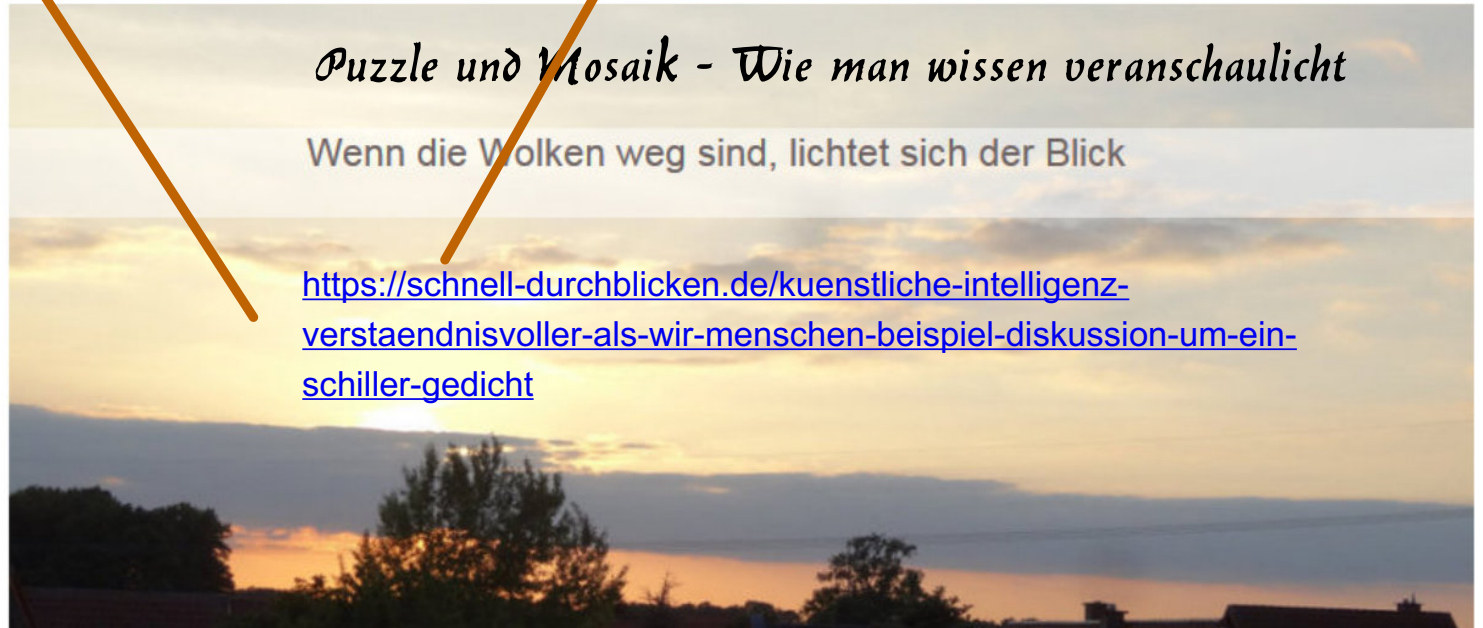 Puzzle und Mosaik - Wie man wissen veranschaulicht
Wenn die Wolken weg sind, lichtet sich der Blick
https://schnell-durchblicken.de/kuenstliche-intelligenz-
verstaendnisvoller-als-wir-menschen-beispiel-diskussion-um-ein-
schiller-gedicht